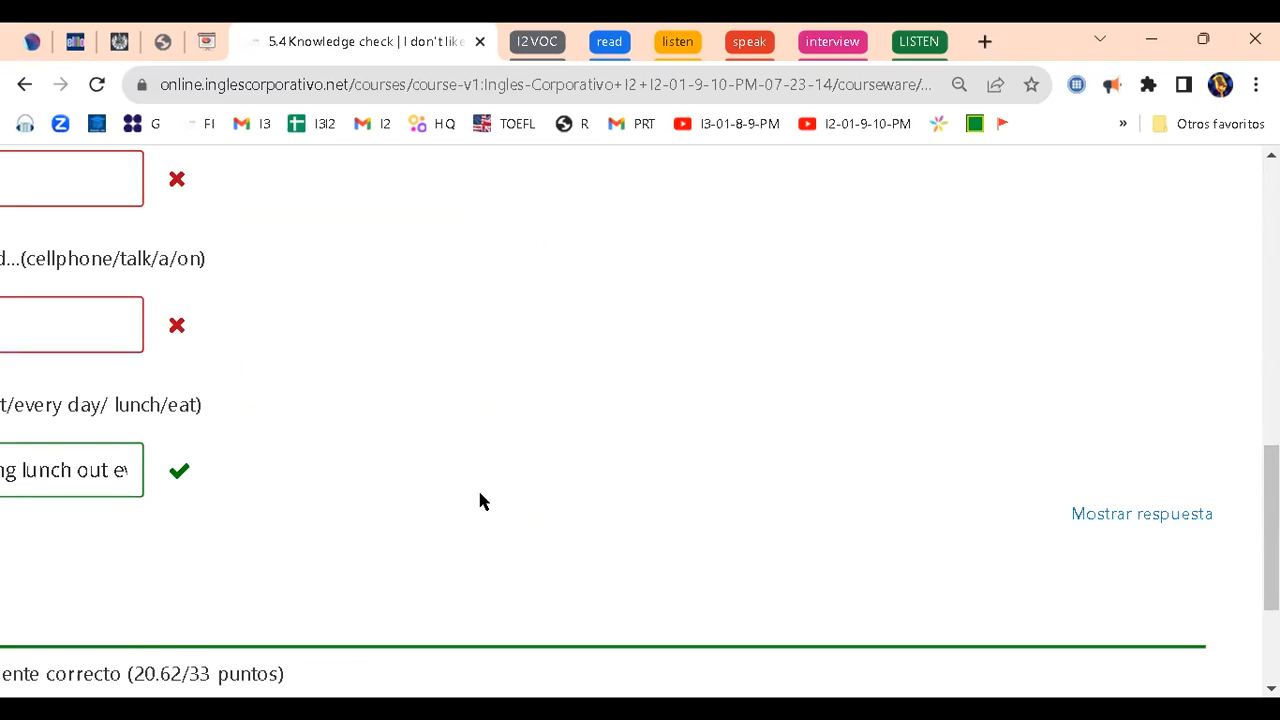 5.4 Knowledge check | I don't like
I2 VOC
read
listen
speak
interview
LISTEN
online.inglescorporativo.net/courses/course-v1:Ingles-Corporativo+I2+I2-01-9-10-PM-07-23-14/courseware/...
G
FI
I3
I3I2
I2
HQ
TOEFL
R
PRT
I3-01-8-9-PM
I2-01-9-10-PM
»
Otros favoritos
d...(cellphone/talk/a/on)
t/every day/ lunch/eat)
ng lunch out ev
Mostrar respuesta
ente correcto (20.62/33 puntos)